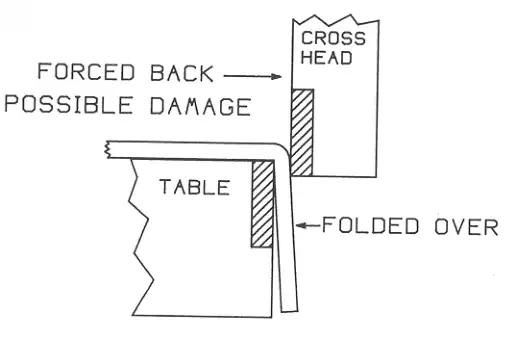 CROSS
HEAD
FORCED BACK
POSSIBLE DAMAGE
TABLE
FOLDED OVER